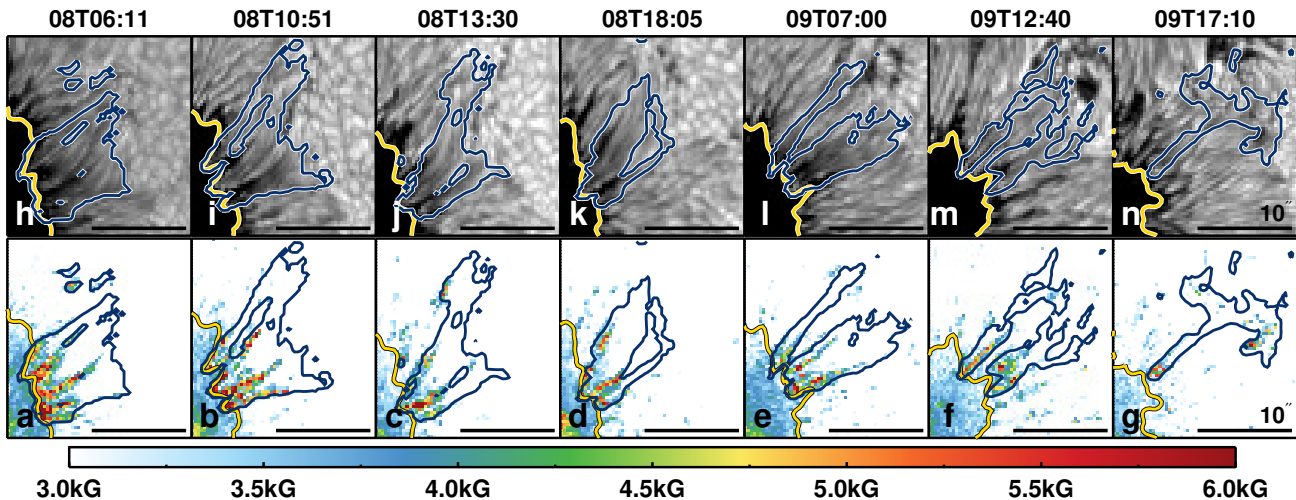 08T06:11 08T10:51 08T13:30 08T18:05 09T07:00 09T12:40 09T17:10
h i j k l m n 10″
a b c d e f g 10″
3.0kG 3.5kG 4.0kG 4.5kG 5.0kG 5.5kG 6.0kG